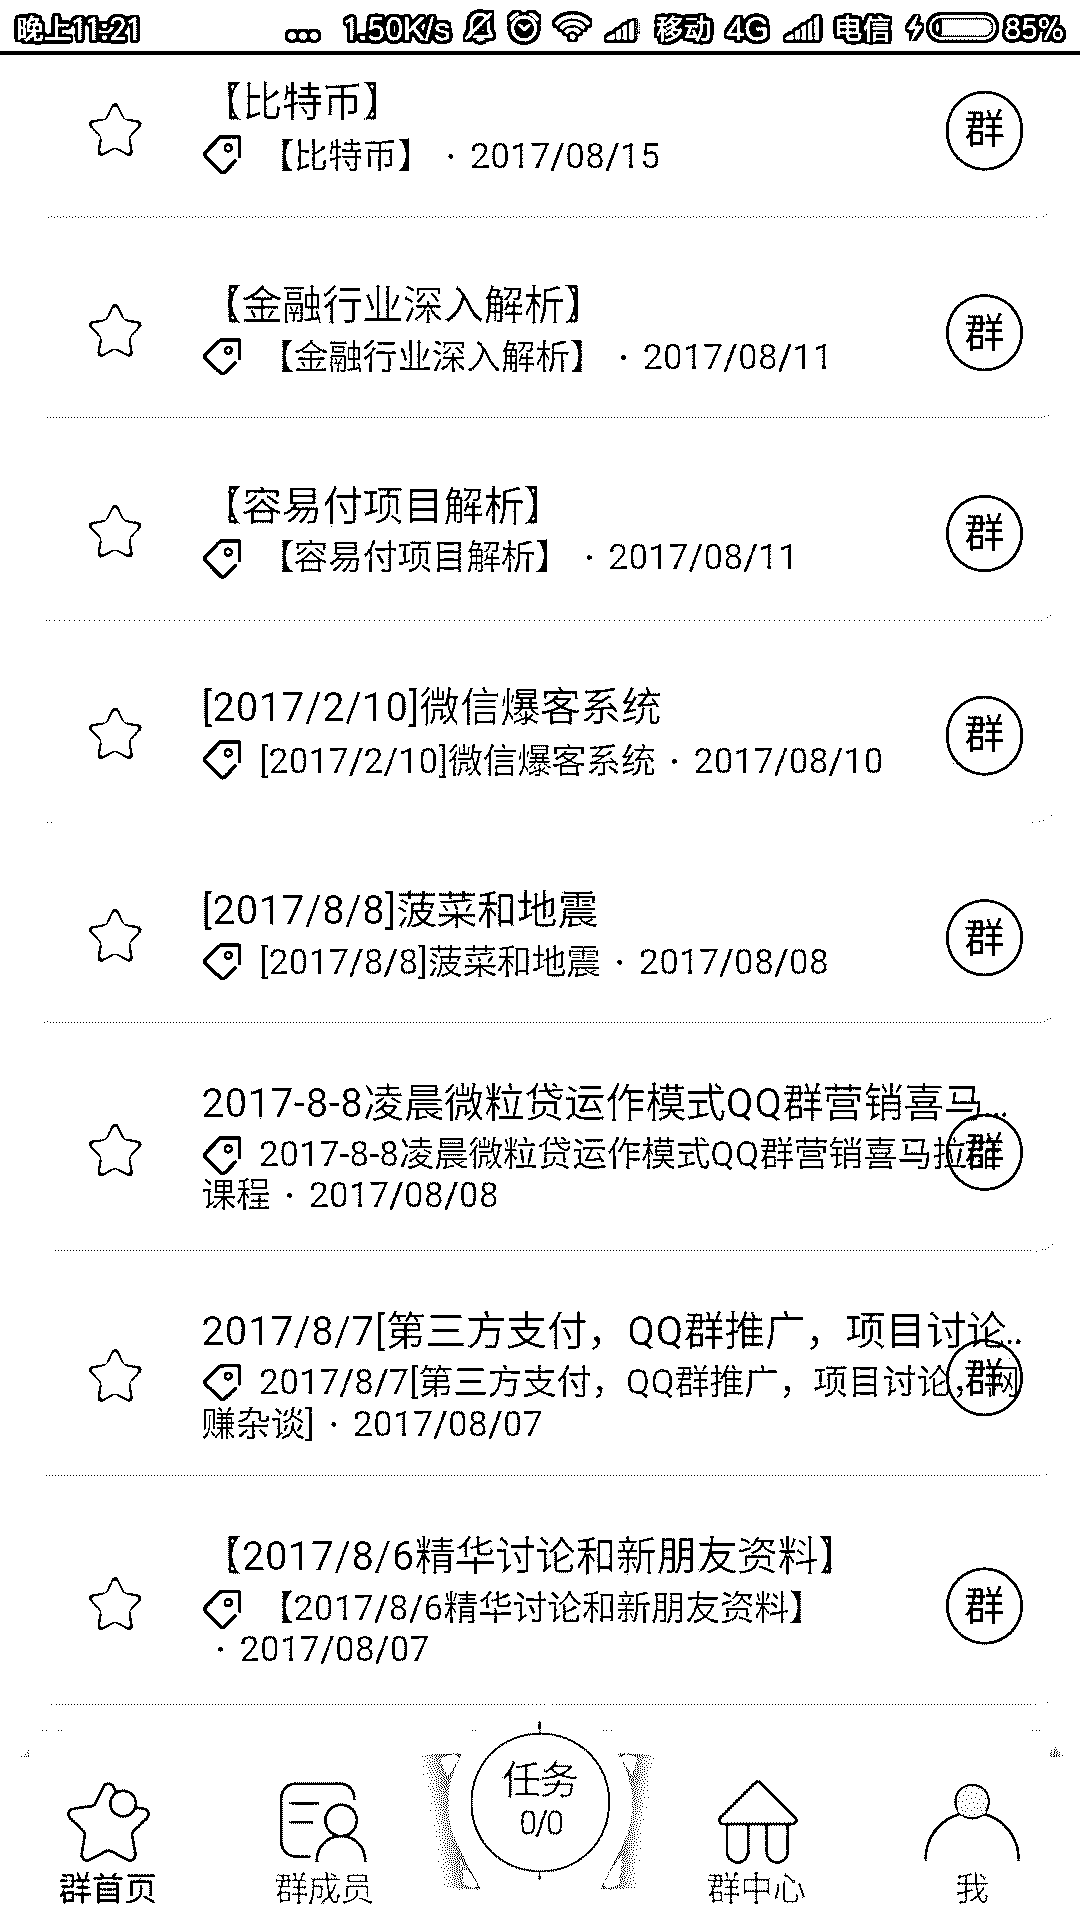 晚上11:21 ... 1.50K/s 移动 4G 电信 85%
【比特币】
【比特币】 · 2017/08/15
群
【金融行业深入解析】
【金融行业深入解析】 · 2017/08/11
群
【容易付项目解析】
【容易付项目解析】 · 2017/08/11
群
[2017/2/10]微信爆客系统
[2017/2/10]微信爆客系统 · 2017/08/10
群
[2017/8/8]菠菜和地震
[2017/8/8]菠菜和地震 · 2017/08/08
群
2017-8-8凌晨微粒贷运作模式QQ群营销喜马...
2017-8-8凌晨微粒贷运作模式QQ群营销喜马拉
课程 · 2017/08/08
群
2017/8/7[第三方支付，QQ群推广，项目讨论...
2017/8/7[第三方支付，QQ群推广，项目讨论，网
赚杂谈] · 2017/08/07
群
【2017/8/6精华讨论和新朋友资料】
【2017/8/6精华讨论和新朋友资料】
· 2017/08/07
群
任务
0/0
群首页 群成员 群中心 我